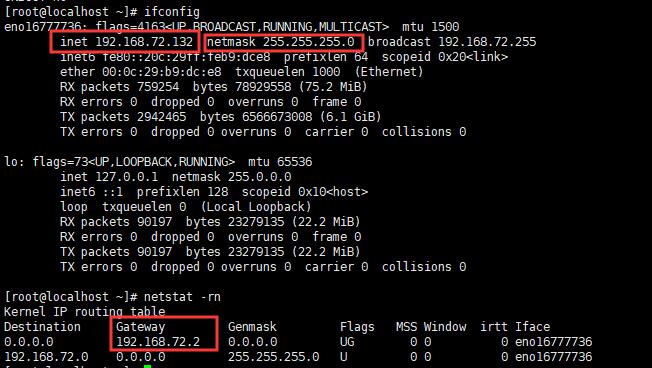 [root@localhost ~]# ifconfig
eno16777736: flags=4163<UP,BROADCAST,RUNNING,MULTICAST>  mtu 1500
        inet 192.168.72.132  netmask 255.255.255.0  broadcast 192.168.72.255
        inet6 fe80::20c:29ff:feb9:dce8  prefixlen 64  scopeid 0x20<link>
        ether 00:0c:29:b9:dc:e8  txqueuelen 1000  (Ethernet)
        RX packets 759254  bytes 78929558 (75.2 MiB)
        RX errors 0  dropped 0  overruns 0  frame 0
        TX packets 2942465  bytes 6566673008 (6.1 GiB)
        TX errors 0  dropped 0 overruns 0  carrier 0  collisions 0
lo: flags=73<UP,LOOPBACK,RUNNING>  mtu 65536
        inet 127.0.0.1  netmask 255.0.0.0
        inet6 ::1  prefixlen 128  scopeid 0x10<host>
        loop  txqueuelen 0  (Local Loopback)
        RX packets 90197  bytes 23279135 (22.2 MiB)
        RX errors 0  dropped 0  overruns 0  frame 0
        TX packets 90197  bytes 23279135 (22.2 MiB)
        TX errors 0  dropped 0 overruns 0  carrier 0  collisions 0
[root@localhost ~]# netstat -rn
Kernel IP routing table
Destination     Gateway         Genmask         Flags   MSS Window  irtt Iface
0.0.0.0         192.168.72.2    0.0.0.0         UG        0 0          0 eno16777736
192.168.72.0    0.0.0.0         255.255.255.0   U         0 0          0 eno16777736